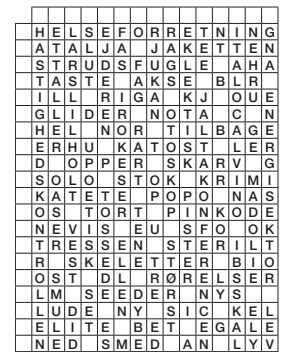 HELSEFORRETNING
ATALJA JAKETTEN
STRUDSFUGLE AHA
TASTE AKSE BLR
ILL RIGA KJ OUE
GLIDER NOTA C N
HEL NOR TILBAGE
ERHU KATOST LER
D OPPER SKARV G
SOLO STOK KRIMI
KATETE POPO NAS
OS TORT PINKODE
NEVIS EU SFO OK
TRESSEN STERILT
R SKELETTER BIO
OST DL RØRELSER
LM SEEDER NYS
LUDE NY SIC KEL
ELITE BET EGALE
NED SMED AN LYV